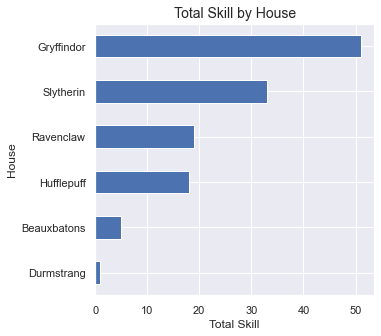 Total Skill by House
House
Gryffindor
Slytherin
Ravenclaw
Hufflepuff
Beauxbatons
Durmstrang
0 10 20 30 40 50
Total Skill